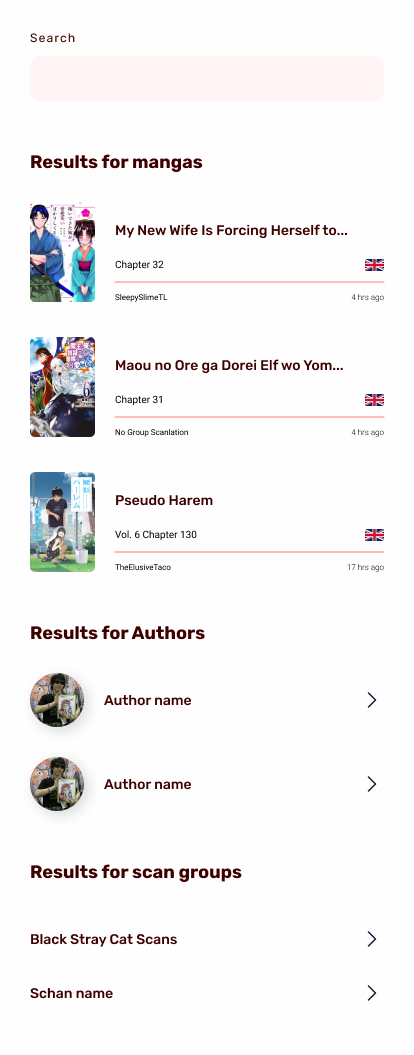 Search
Results for mangas
My New Wife Is Forcing Herself to...
Chapter 32
SleepySlimeTL
4 hrs ago
Maou no Ore ga Dorei Elf wo Yom...
Chapter 31
No Group Scanlation
4 hrs ago
6
Pseudo Harem
Vol. 6 Chapter 130
TheElusiveTaco
17 hrs ago
Results for Authors
Author name
Author name
Results for scan groups
Black Stray Cat Scans
Schan name